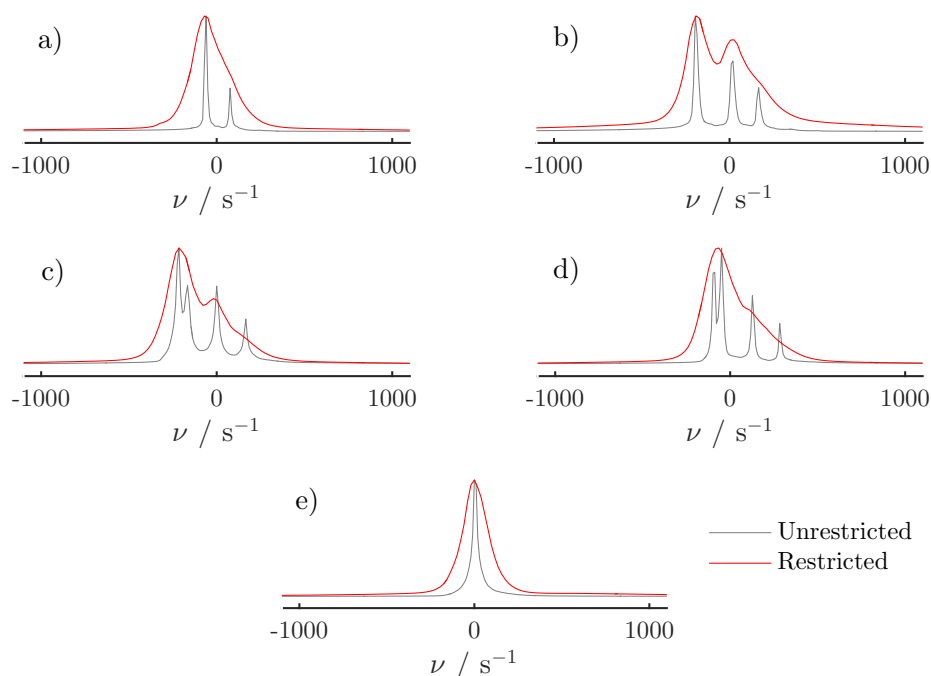 a)
-1000 0 1000
ν / s⁻¹
b)
-1000 0 1000
ν / s⁻¹
c)
-1000 0 1000
ν / s⁻¹
d)
-1000 0 1000
ν / s⁻¹
e)
-1000 0 1000
ν / s⁻¹
Unrestricted
Restricted